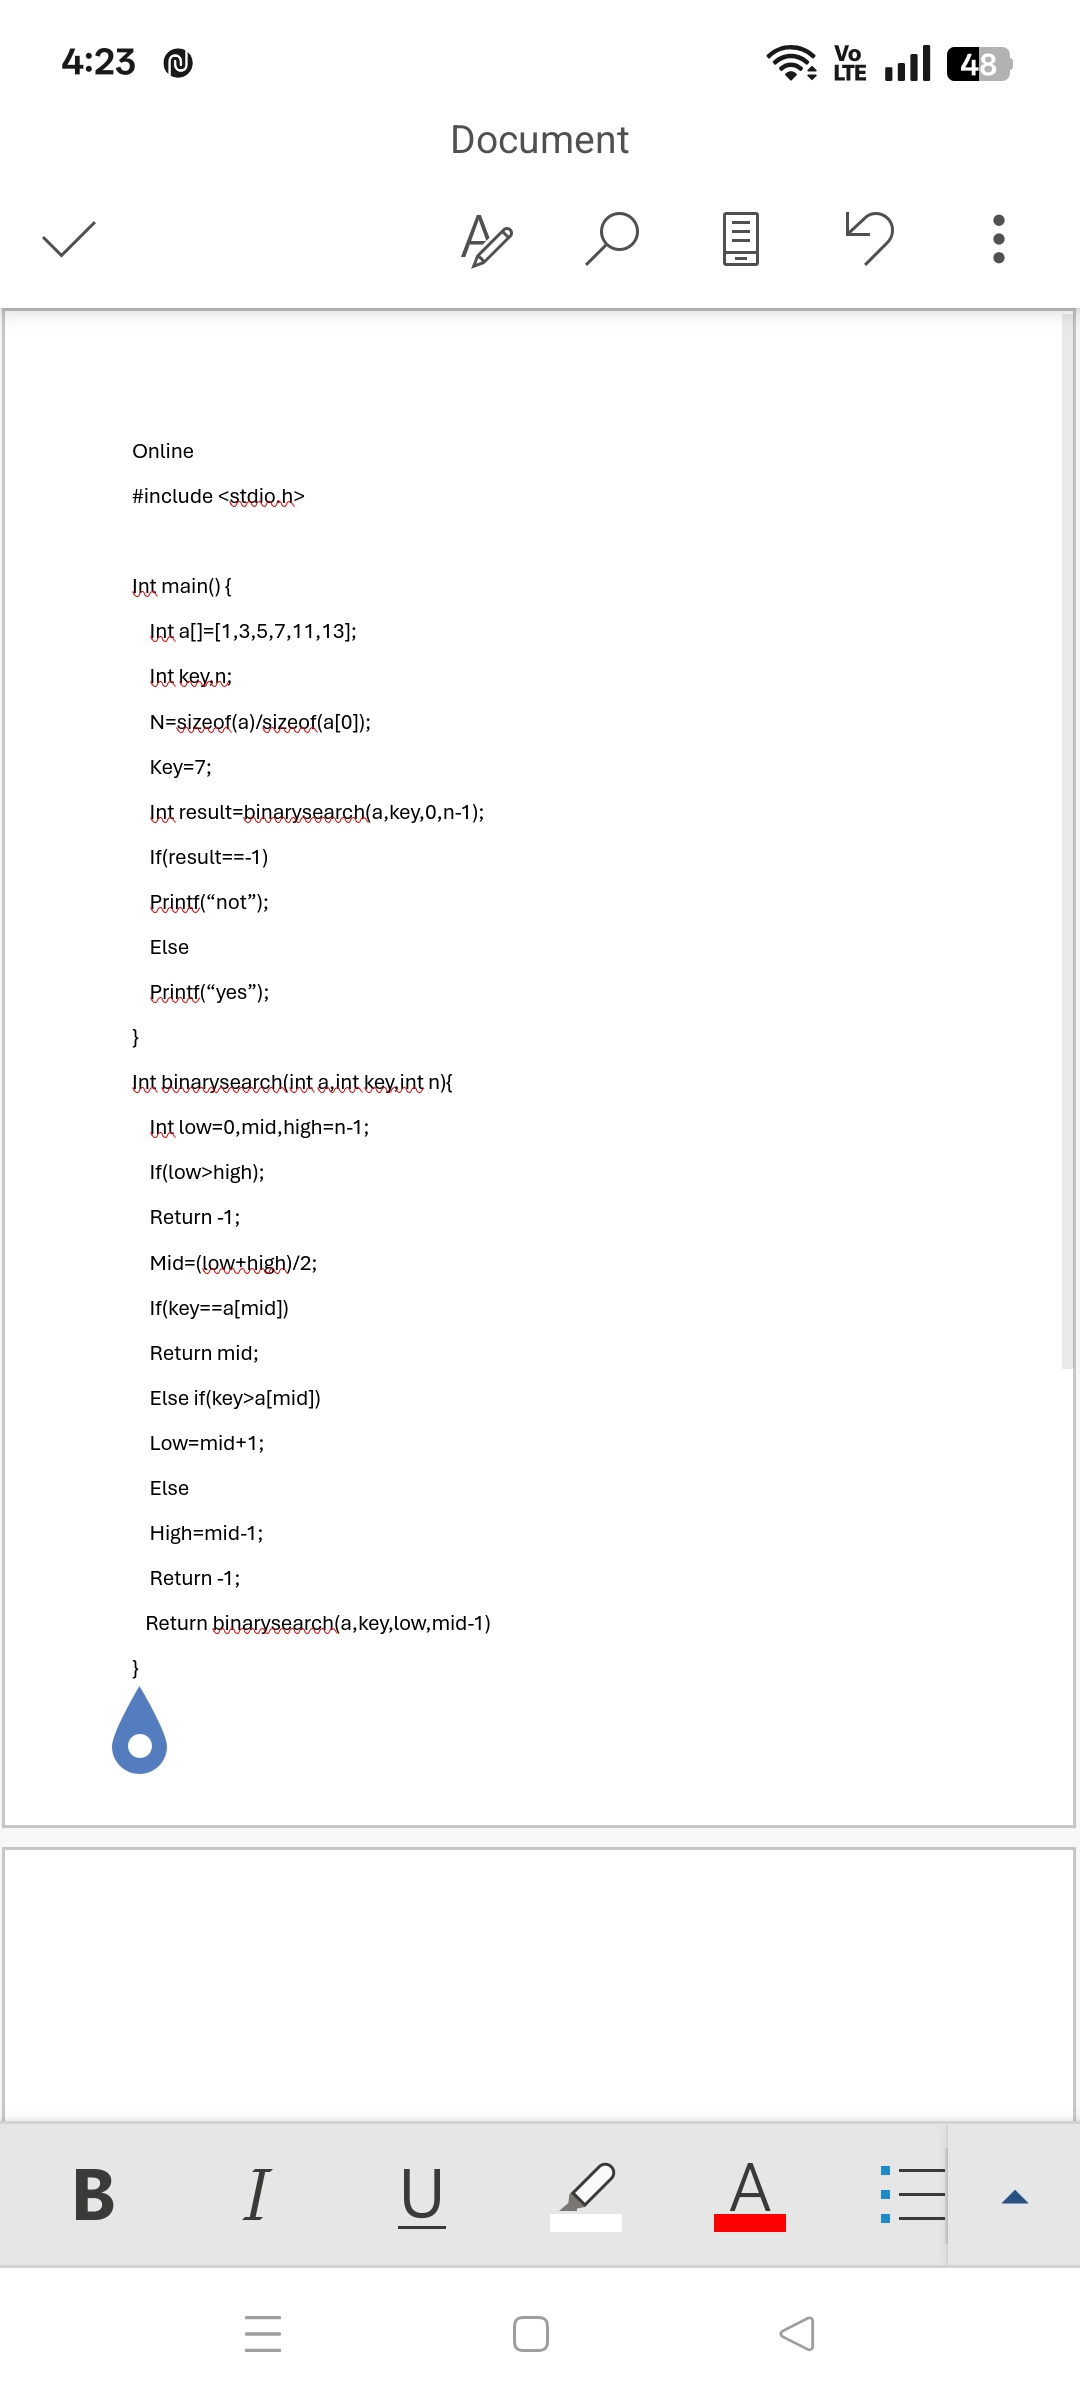 4:23 Vo LTE 48
Document
Online
#include <stdio.h>
Int main() {
Int a[]=[1,3,5,7,11,13];
Int key,n;
N=sizeof(a)/sizeof(a[0]);
Key=7;
Int result=binarysearch(a,key,0,n-1);
If(result==-1)
Printf(“not”);
Else
Printf(“yes”);
}
Int binarysearch(int a,int key,int n){
Int low=0,mid,high=n-1;
If(low>high);
Return -1;
Mid=(low+high)/2;
If(key==a[mid])
Return mid;
Else if(key>a[mid])
Low=mid+1;
Else
High=mid-1;
Return -1;
Return binarysearch(a,key,low,mid-1)
}
B I U A